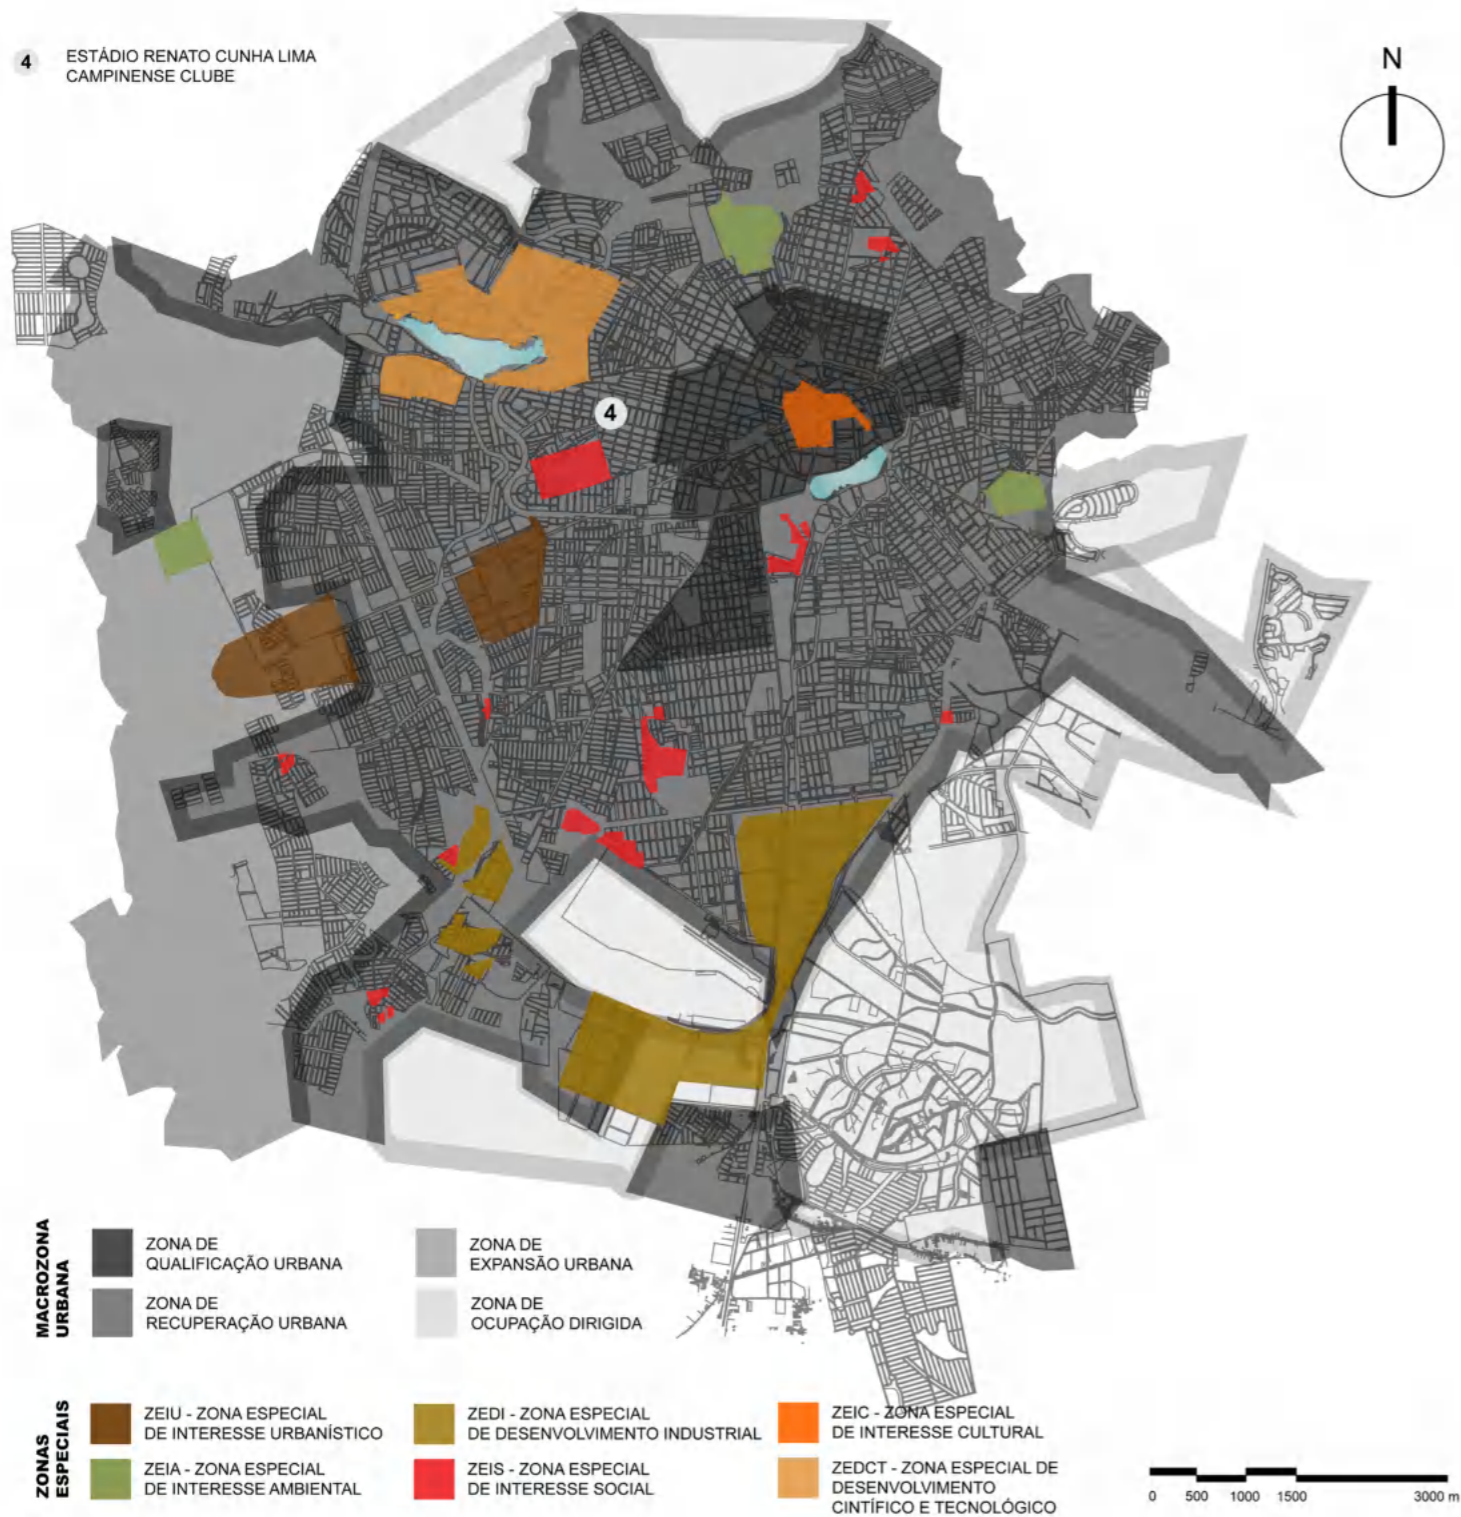 4
ESTÁDIO RENATO CUNHA LIMA
CAMPINENSE CLUBE
N
4
MACROZONA
URBANA
ZONA DE
QUALIFICAÇÃO URBANA
ZONA DE
EXPANSÃO URBANA
ZONA DE
RECUPERAÇÃO URBANA
ZONA DE
OCUPAÇÃO DIRIGIDA
ZONAS
ESPECIAIS
ZEIU - ZONA ESPECIAL
DE INTERESSE URBANÍSTICO
ZEDI - ZONA ESPECIAL
DE DESENVOLVIMENTO INDUSTRIAL
ZEIC - ZONA ESPECIAL
DE INTERESSE CULTURAL
ZEIA - ZONA ESPECIAL
DE INTERESSE AMBIENTAL
ZEIS - ZONA ESPECIAL
DE INTERESSE SOCIAL
ZEDCT - ZONA ESPECIAL DE
DESENVOLVIMENTO
CINTÍFICO E TECNOLÓGICO
0 500 1000 1500 3000 m